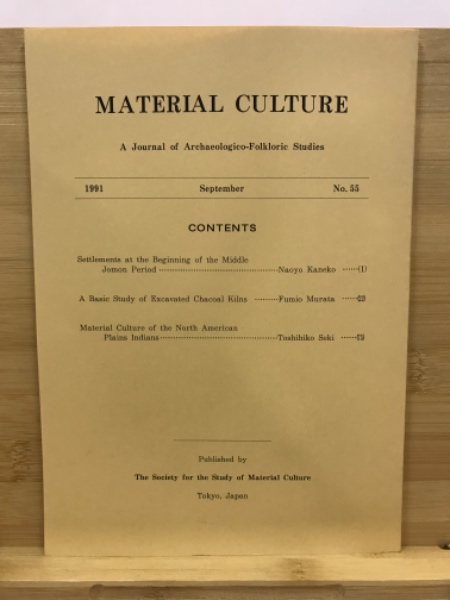 MATERIAL CULTURE
A Journal of Archaeologico-Folkloric Studies
1991 September No. 55
CONTENTS
Settlements at the Beginning of the Middle
Jomon Period ·········· Naoyo Kaneko ······(1)
A Basic Study of Excavated Chacoal Kilns ········ Fumio Murata ······
Material Culture of the North American
Plains Indians ·········· Toshihiko Seki ······
Published by
The Society for the Study of Material Culture
Tokyo, Japan